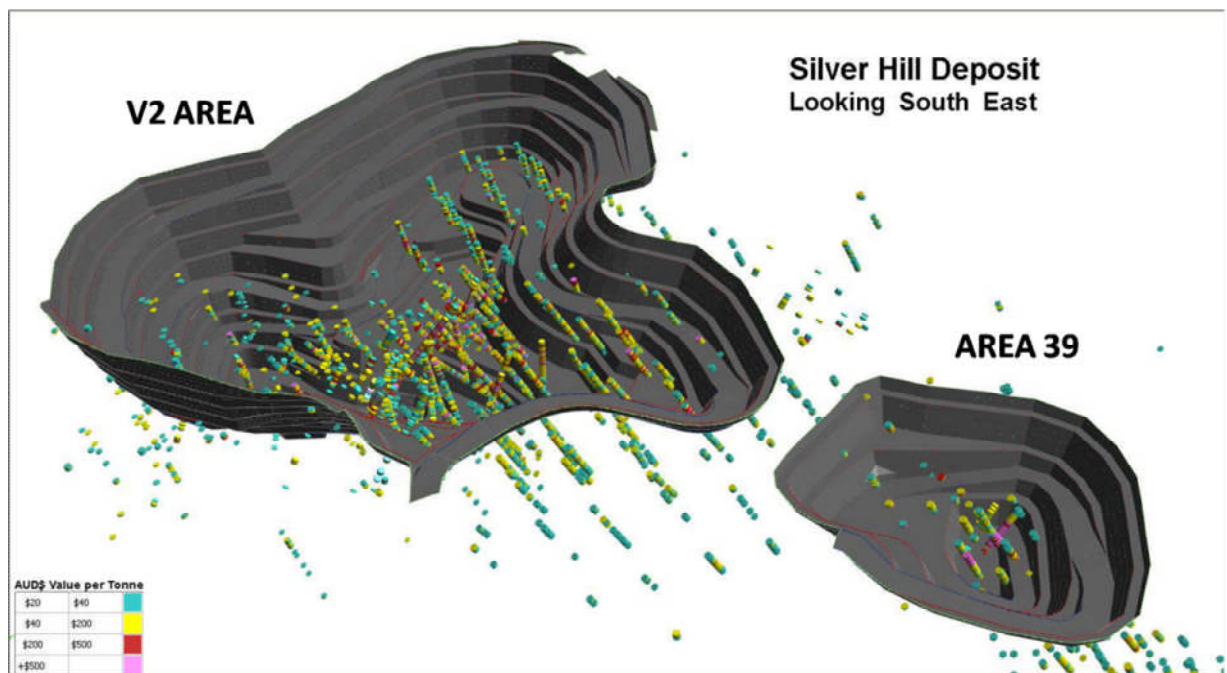 Silver Hill Deposit
Looking South East
V2 AREA
AREA 39
AUD$ Value per Tonne
$20 $40
$40 $200
$200 $500
+$500